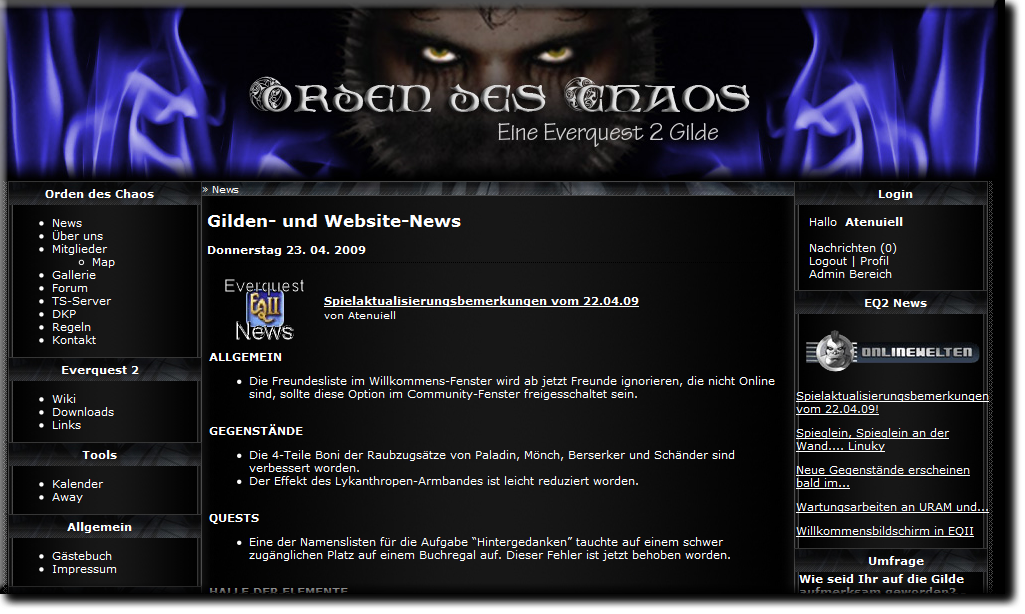 Orden des Chaos
Eine Everquest 2 Gilde
Orden des Chaos
News
Über uns
Mitglieder
Map
Gallerie
Forum
TS-Server
DKP
Regeln
Kontakt
Everquest 2
Wiki
Downloads
Links
Tools
Kalender
Away
Allgemein
Gästebuch
Impressum
» News
Gilden- und Website-News
Donnerstag 23. 04. 2009
Everquest
EQII
News
Spielaktualisierungsbemerkungen vom 22.04.09
von Atenuiell
ALLGEMEIN
Die Freundesliste im Willkommens-Fenster wird ab jetzt Freunde ignorieren, die nicht Online
sind, sollte diese Option im Community-Fenster freigesschaltet sein.
GEGENSTÄNDE
Die 4-Teile Boni der Raubzugsätze von Paladin, Mönch, Berserker und Schänder sind
verbessert worden.
Der Effekt des Lykanthropen-Armbandes ist leicht reduziert worden.
QUESTS
Eine der Namenslisten für die Aufgabe “Hintergedanken” tauchte auf einem schwer
zugänglichen Platz auf einem Buchregal auf. Dieser Fehler ist jetzt behoben worden.
HALLE DER ELEMENTE
Login
Hallo Atenuiell
Nachrichten (0)
Logout | Profil
Admin Bereich
EQ2 News
ONLINEWELTEN
Spielaktualisierungsbemerkungen
vom 22.04.09!
Spieglein, Spieglein an der
Wand.... Linuky
Neue Gegenstände erscheinen
bald im...
Wartungsarbeiten an URAM und...
Willkommensbildschirm in EQII
Umfrage
Wie seid Ihr auf die Gilde
aufmerksam geworden?